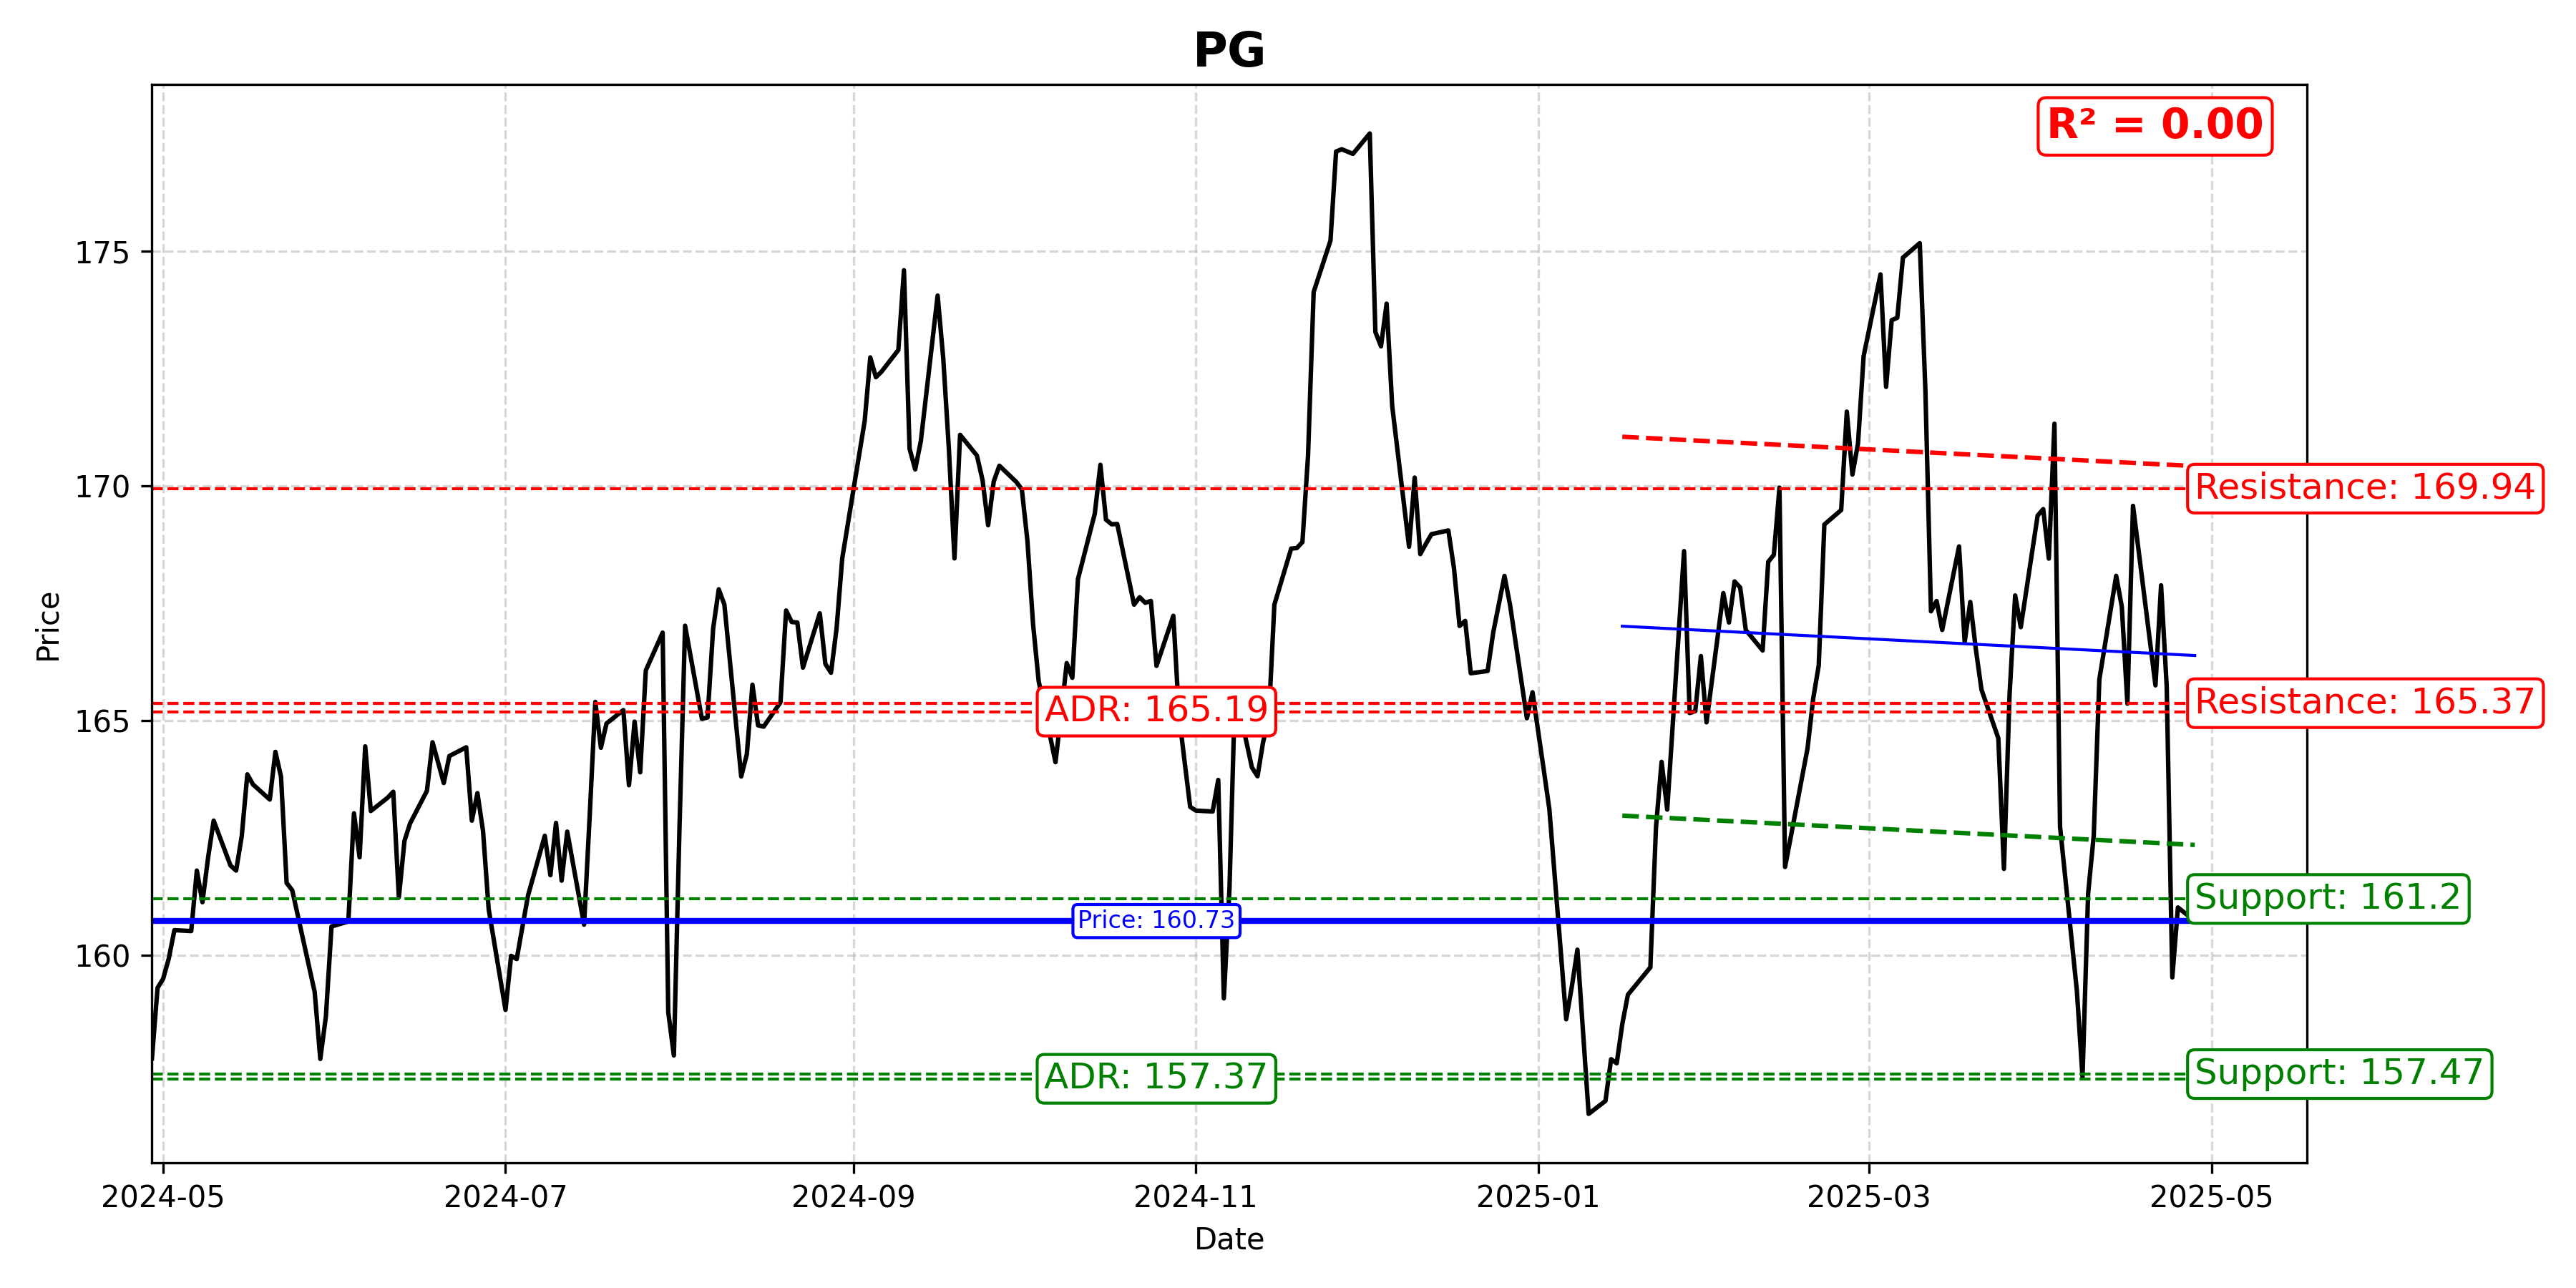 PG
R² = 0.00
175
170
165
160
Price
Resistance: 169.94
ADR: 165.19
Resistance: 165.37
Support: 161.2
Price: 160.73
ADR: 157.37
Support: 157.47
2024-05
2024-07
2024-09
2024-11
2025-01
2025-03
2025-05
Date